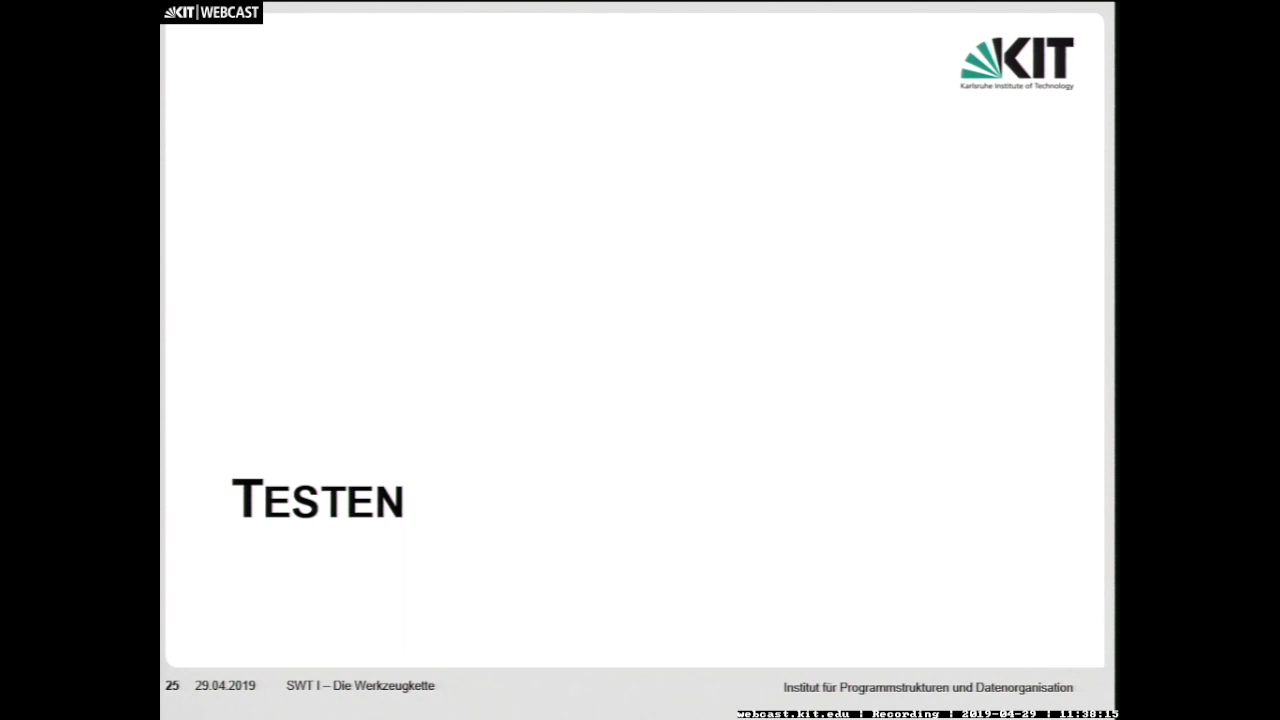 KIT | WEBCAST
KIT
Karlsruhe Institute of Technology
TESTEN
25 29.04.2019 SWT I – Die Werkzeugkette
Institut für Programmstrukturen und Datenorganisation
webcast.kit.edu | Recording | 2019-04-29 | 11:38:15